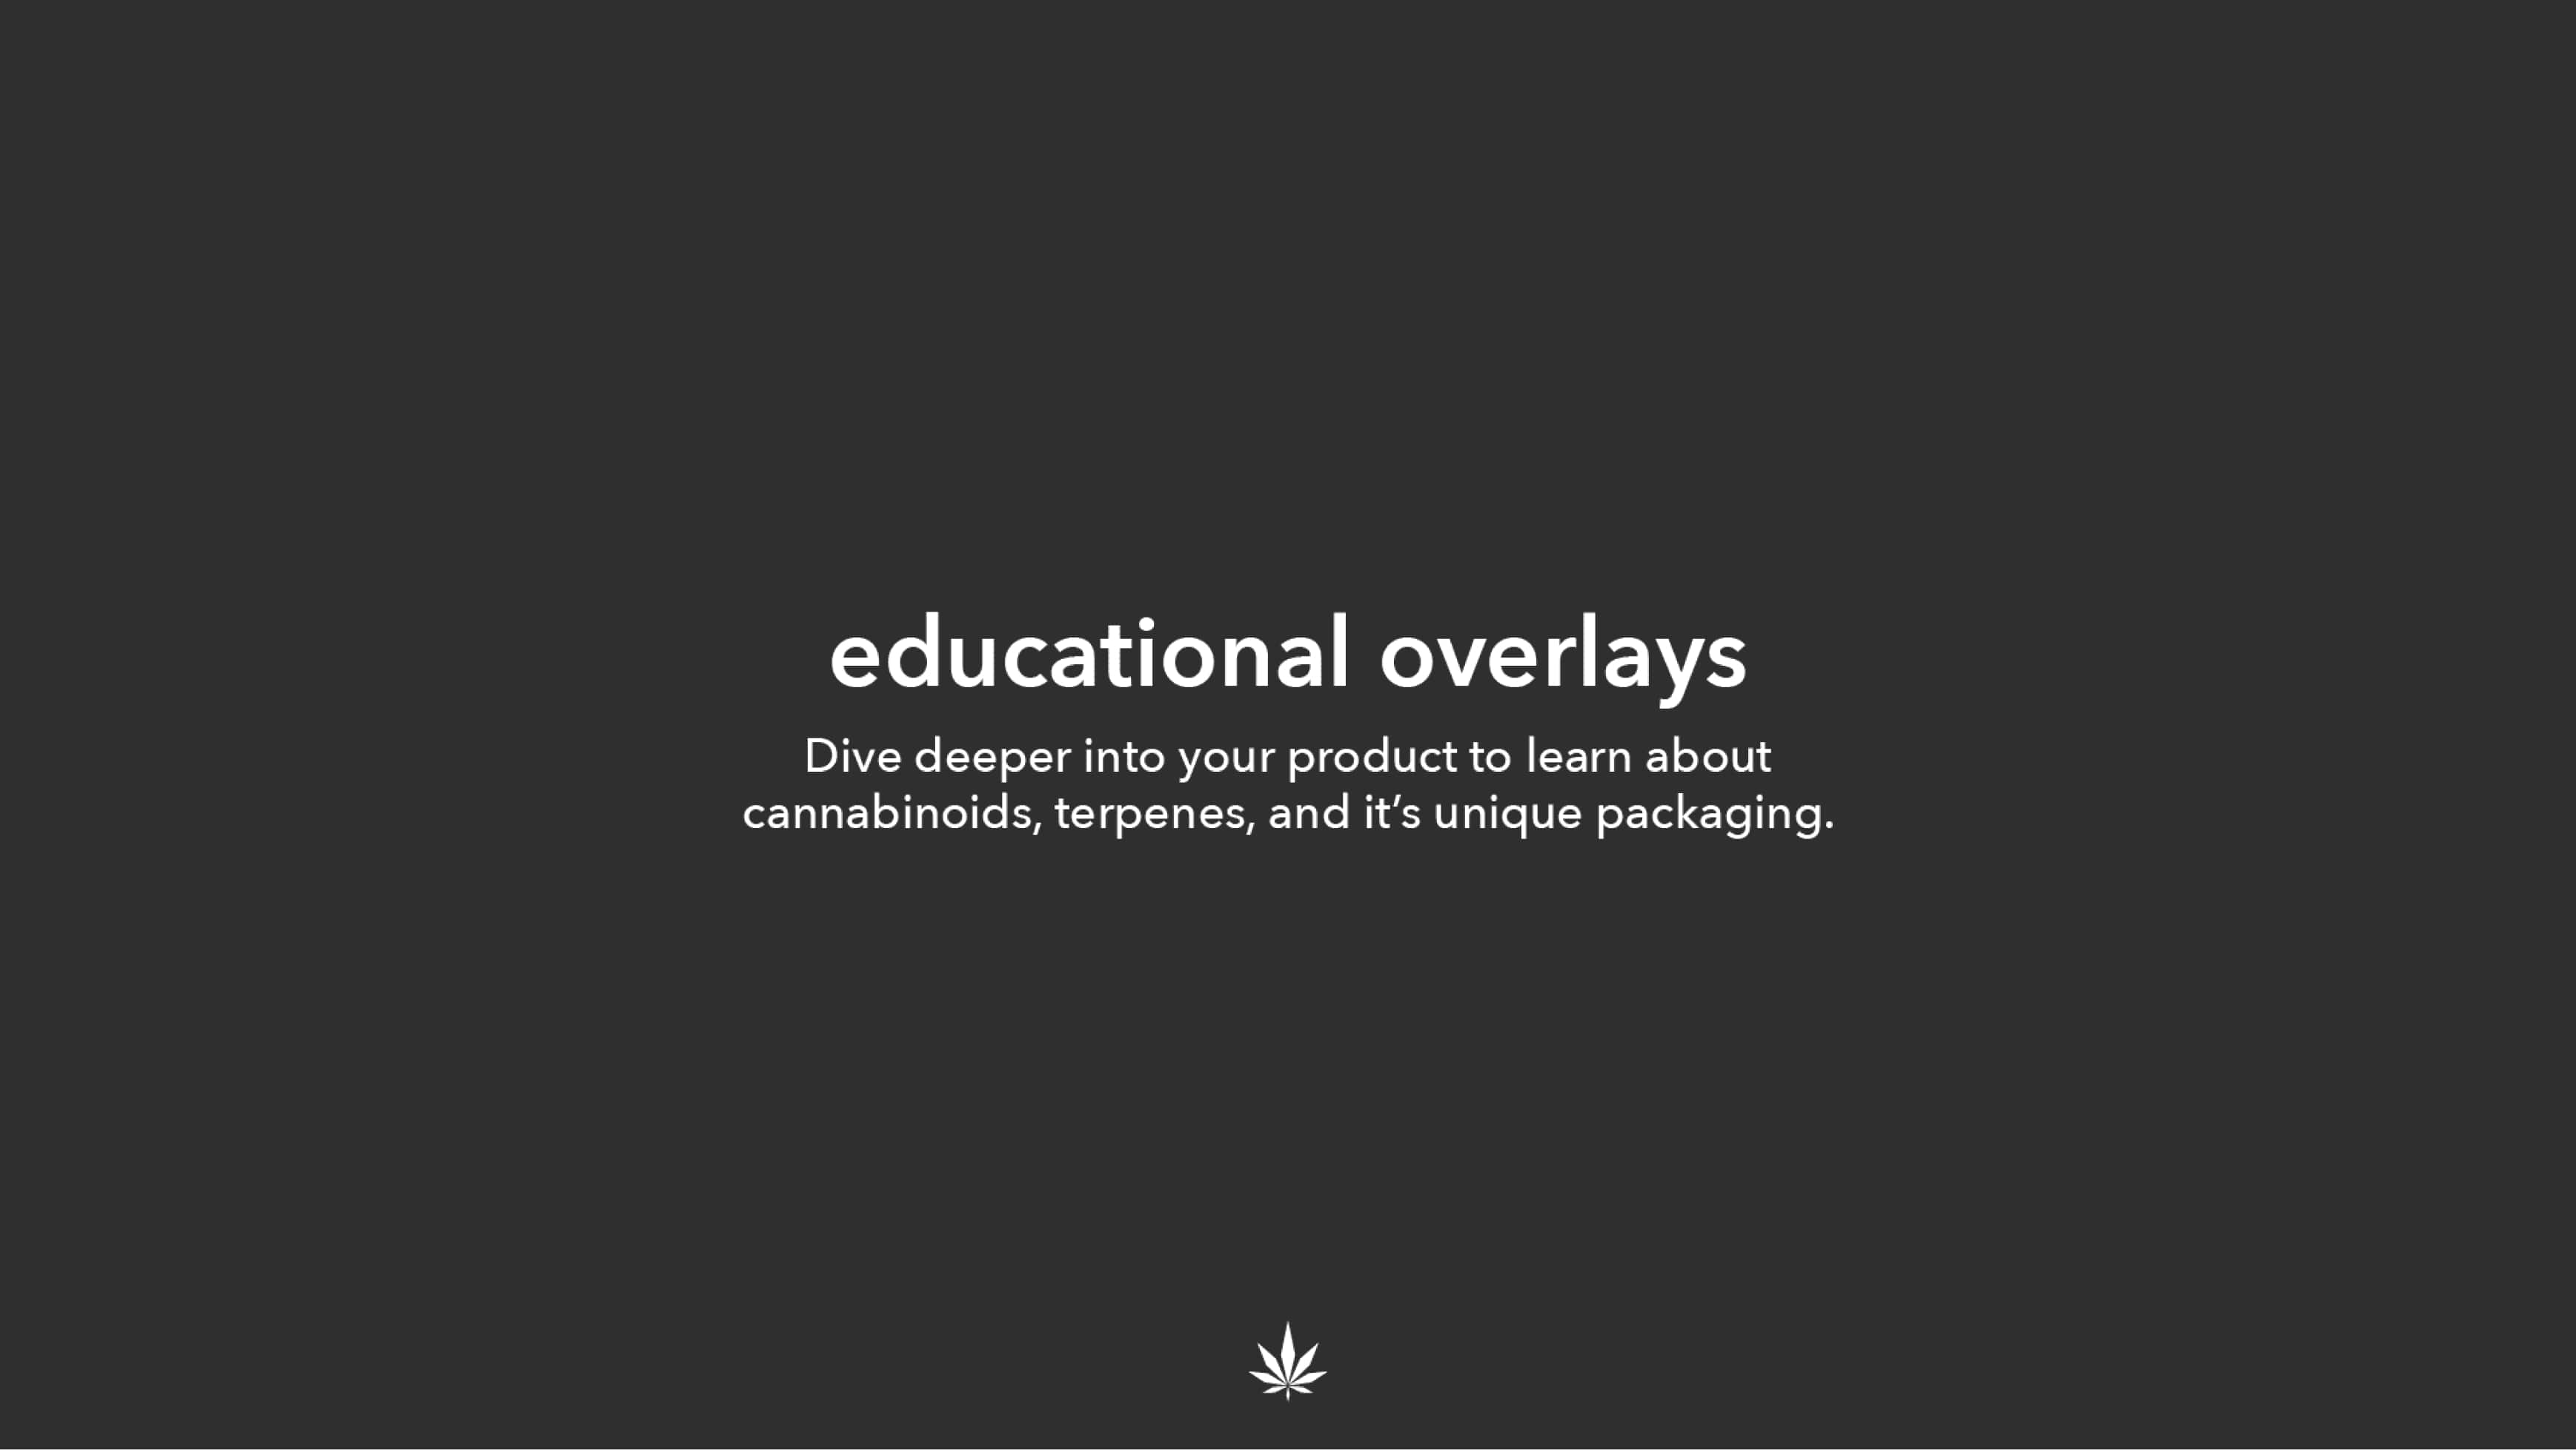 educational overlays
Dive deeper into your product to learn about
cannabinoids, terpenes, and it’s unique packaging.